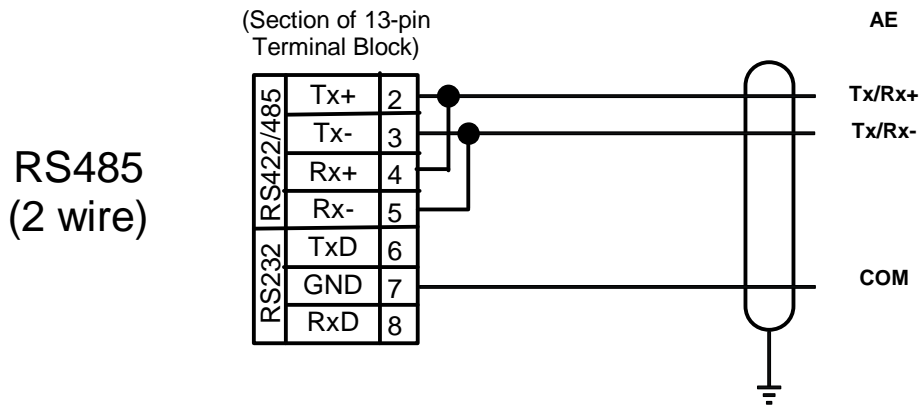 (Section of 13-pin
Terminal Block)
AE
RS485
(2 wire)
RS422/485
RS232
Tx+ 2
Tx- 3
Rx+ 4
Rx- 5
TxD 6
GND 7
RxD 8
Tx/Rx+
Tx/Rx-
COM